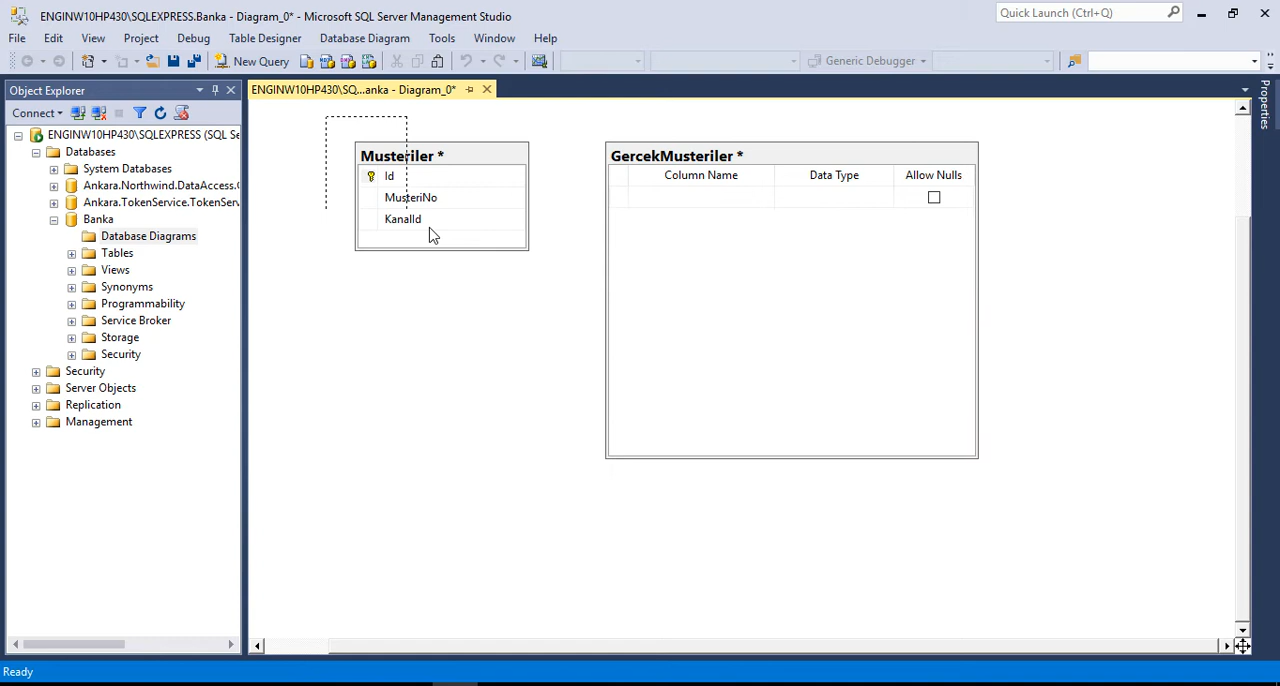 ENGINW10HP430\SQLEXPRESS.Banka - Diagram_0* - Microsoft SQL Server Management Studio
Quick Launch (Ctrl+Q)
File Edit View Project Debug Table Designer Database Diagram Tools Window Help
New Query
Generic Debugger
Object Explorer
ENGINW10HP430\SQ...anka - Diagram_0*
Properties
Connect
ENGINW10HP430\SQLEXPRESS (SQL Se
Databases
System Databases
Ankara.Northwind.DataAccess.
Ankara.TokenService.TokenSer
Banka
Database Diagrams
Tables
Views
Synonyms
Programmability
Service Broker
Storage
Security
Security
Server Objects
Replication
Management
Musteriler *
Id
MusteriNo
KanalId
GercekMusteriler *
Column Name Data Type Allow Nulls
Ready